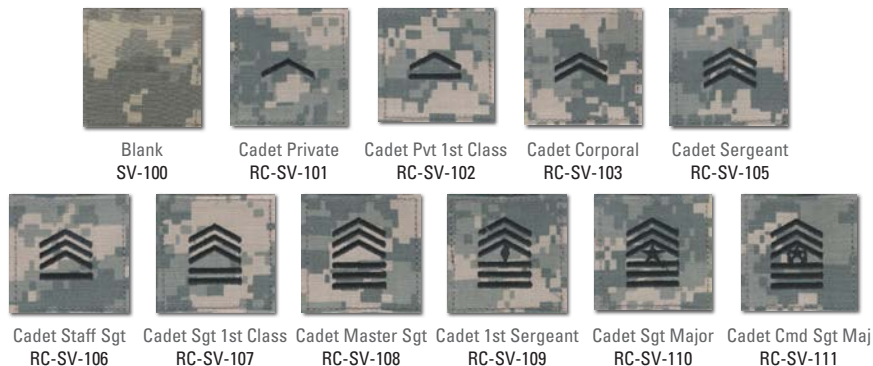 Blank
SV-100
Cadet Private
RC-SV-101
Cadet Pvt 1st Class
RC-SV-102
Cadet Corporal
RC-SV-103
Cadet Sergeant
RC-SV-105
Cadet Staff Sgt
RC-SV-106
Cadet Sgt 1st Class
RC-SV-107
Cadet Master Sgt
RC-SV-108
Cadet 1st Sergeant
RC-SV-109
Cadet Sgt Major
RC-SV-110
Cadet Cmd Sgt Maj
RC-SV-111